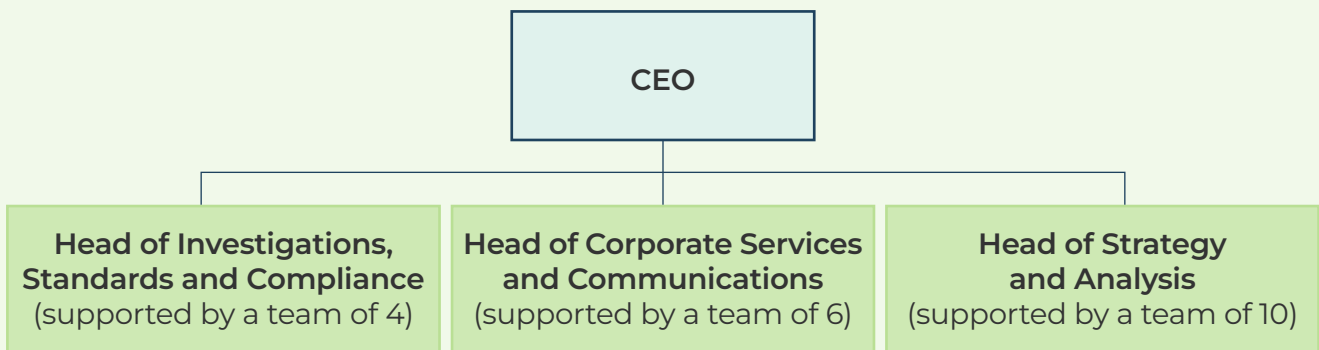 CEO
Head of Investigations,
Standards and Compliance
(supported by a team of 4)
Head of Corporate Services
and Communications
(supported by a team of 6)
Head of Strategy
and Analysis
(supported by a team of 10)